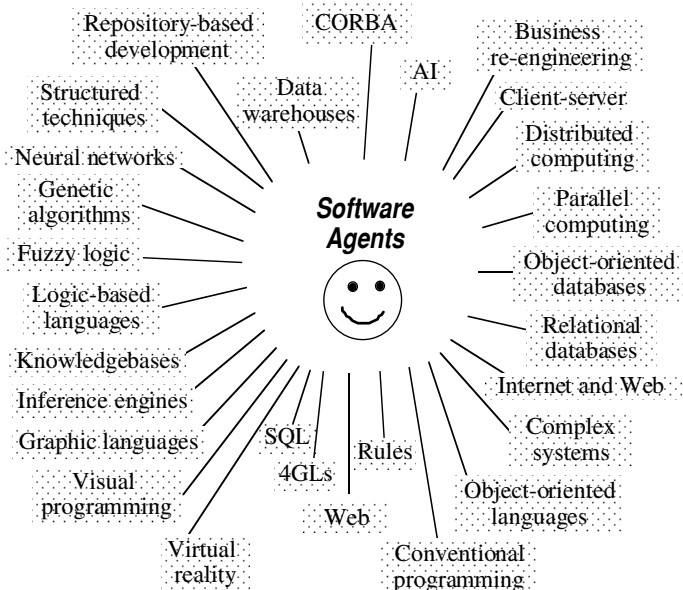 Repository-based
development
CORBA
Business
re-engineering
AI
Data
warehouses
Structured
techniques
Client-server
Distributed
computing
Neural networks
Genetic
algorithms
Parallel
computing
Software
Agents
Fuzzy logic
Object-oriented
databases
Logic-based
languages
Relational
databases
Knowledgebases
Internet and Web
Inference engines
Complex
systems
Graphic languages
SQL
Rules
4GLs
Visual
programming
Object-oriented
languages
Web
Virtual
reality
Conventional
programming